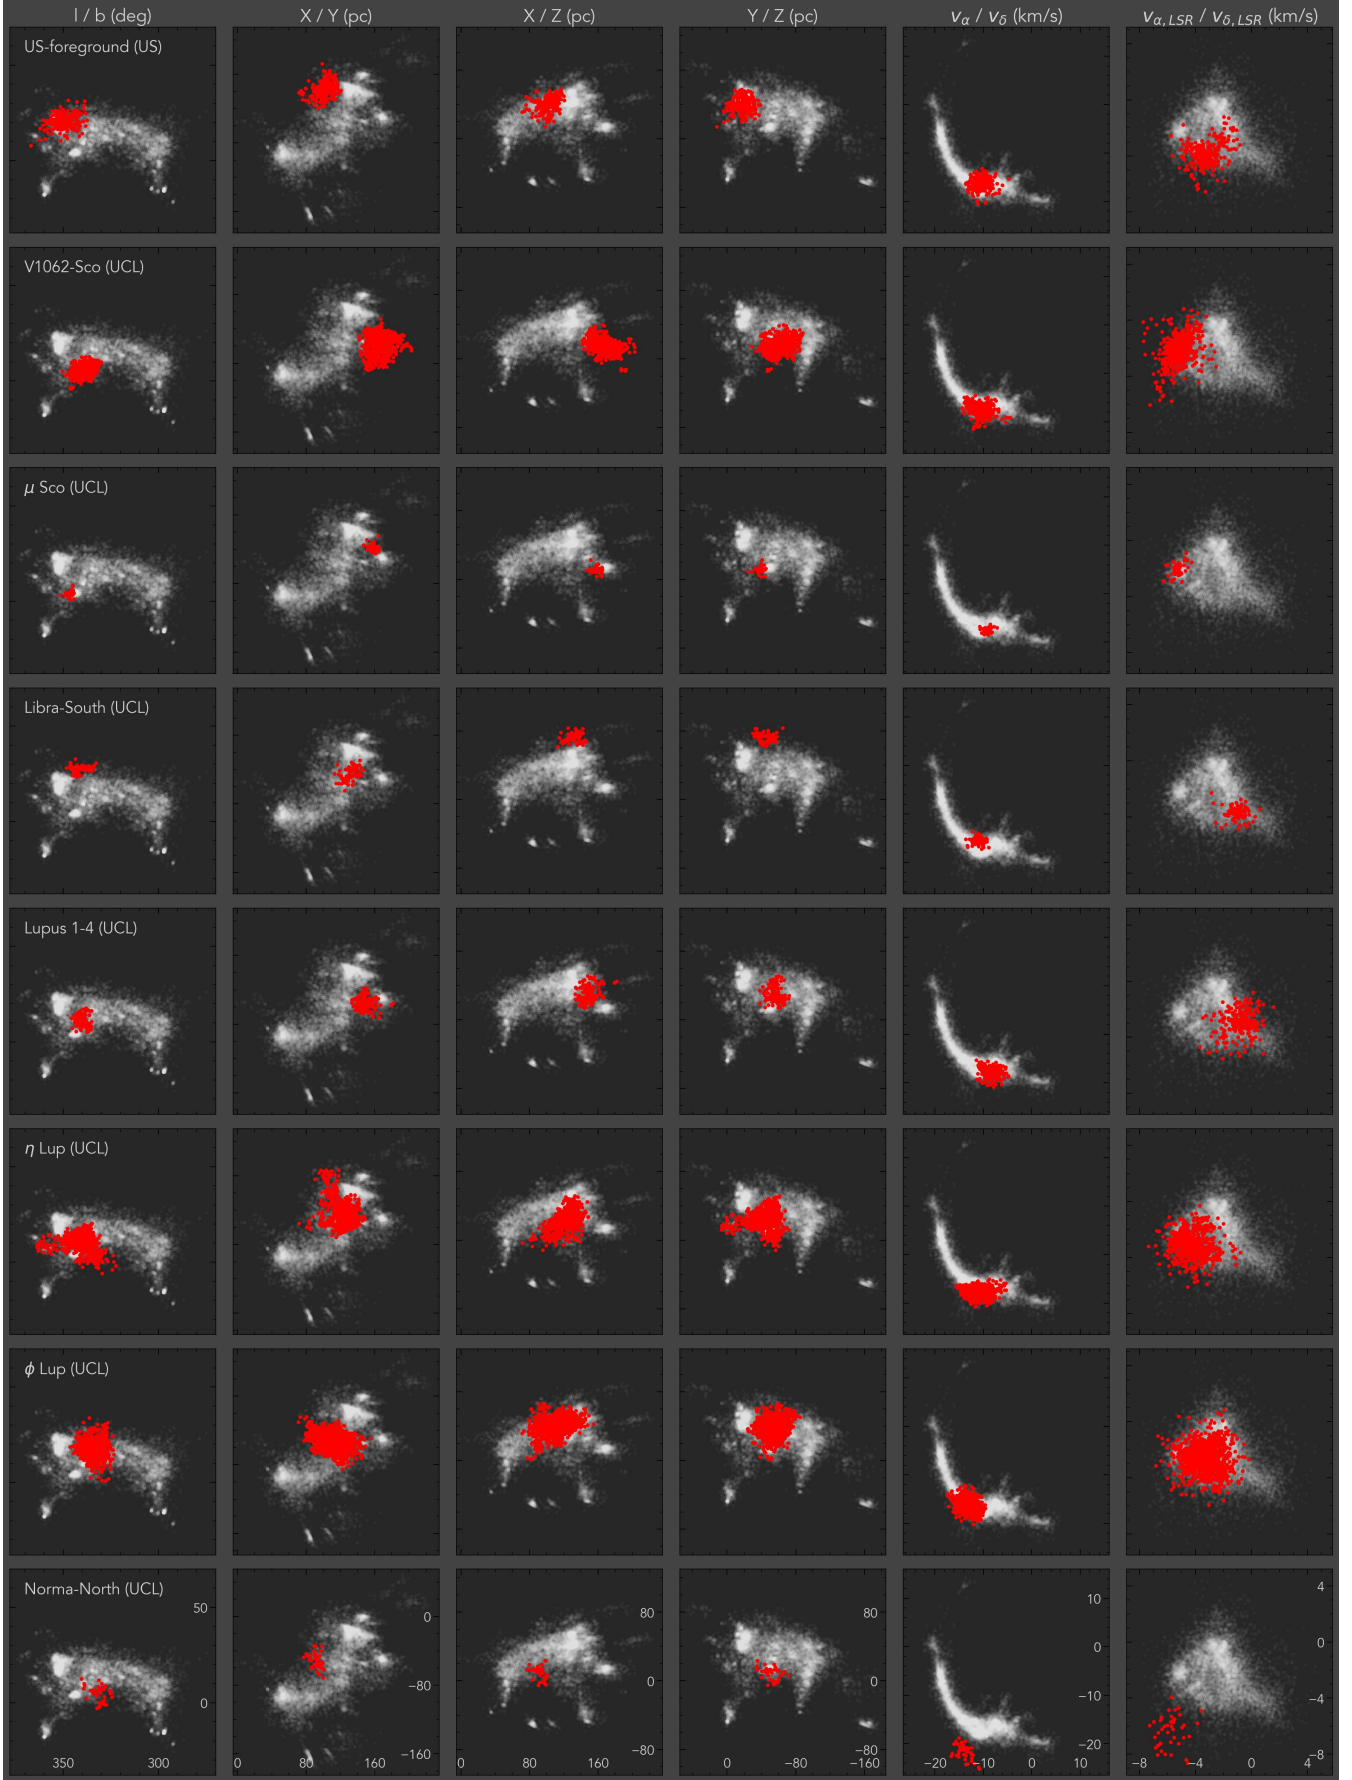 l / b (deg) X / Y (pc) X / Z (pc) Y / Z (pc) vα / vδ (km/s) vα,LSR / vδ,LSR (km/s)
US-foreground (US)
V1062-Sco (UCL)
μ Sco (UCL)
Libra-South (UCL)
Lupus 1-4 (UCL)
η Lup (UCL)
ϕ Lup (UCL)
Norma-North (UCL)
50 0 80 80 10 4
0 0
0 −80 0 0 −10 −4
−160 −80 −80 −20 −8
350 300 0 80 160 0 80 160 0 −80 −160 −20 −10 0 10 −8 −4 0 4